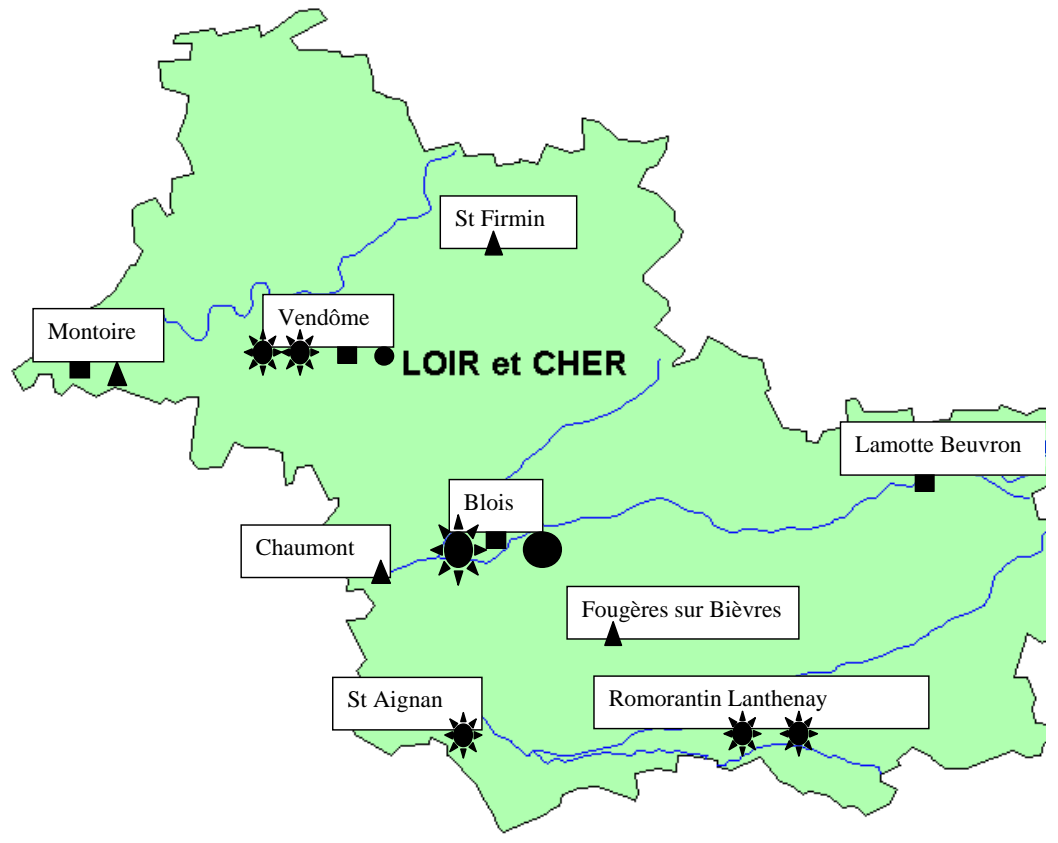 St Firmin
Montoire
Vendôme
LOIR et CHER
Lamotte Beuvron
Blois
Chaumont
Fougères sur Bièvres
St Aignan
Romorantin Lanthenay